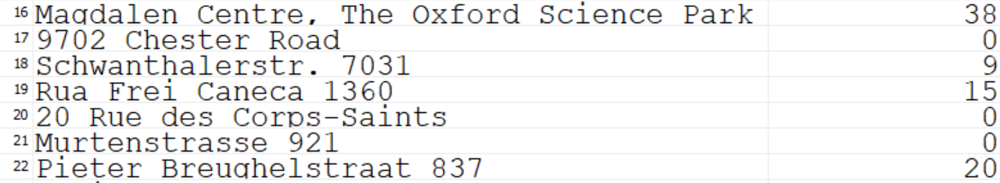 16 Magdalen Centre, The Oxford Science Park 38
17 9702 Chester Road 0
18 Schwanthalerstr. 7031 9
19 Rua Frei Caneca 1360 15
20 20 Rue des Corps-Saints 0
21 Murtenstrasse 921 0
22 Pieter Breughelstraat 837 20